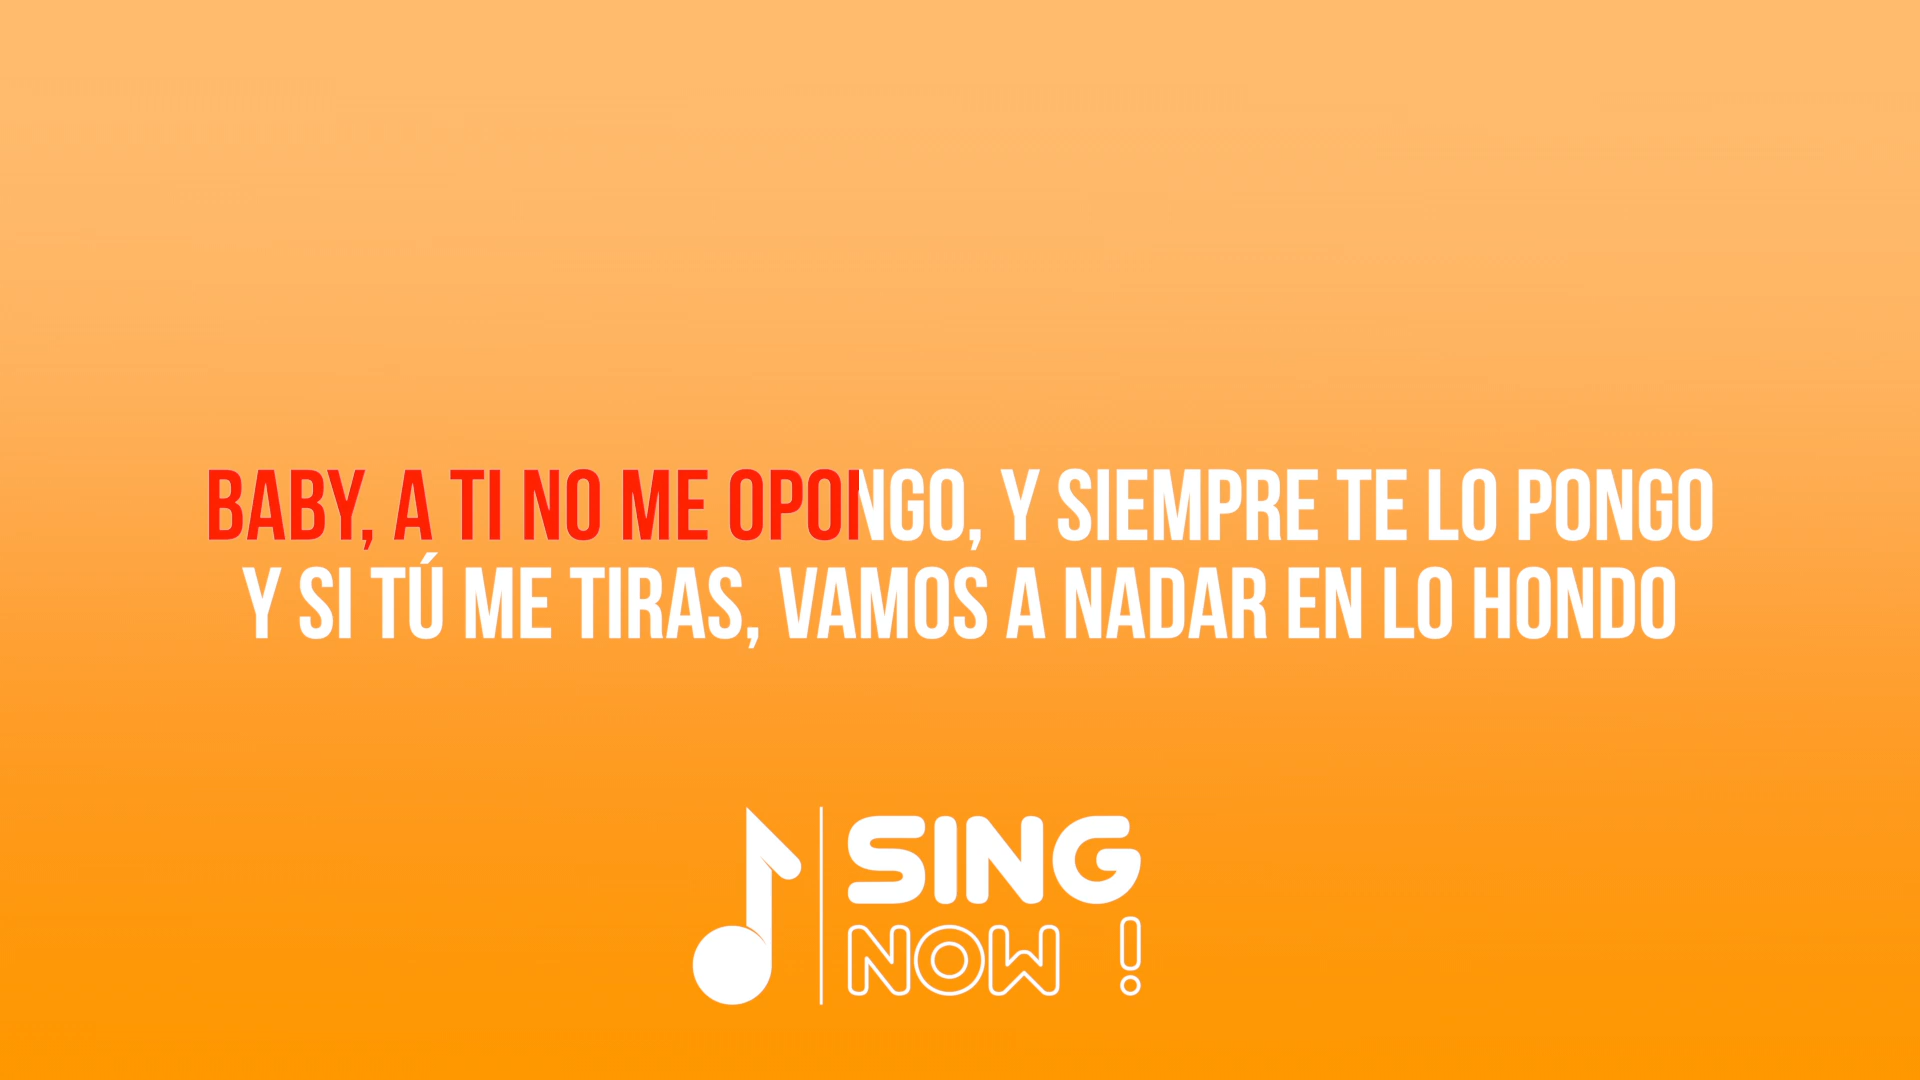 BABY, A TI NO ME OPONGO, Y SIEMPRE TE LO PONGO
Y SI TÚ ME TIRAS, VAMOS A NADAR EN LO HONDO
SING
NOW !